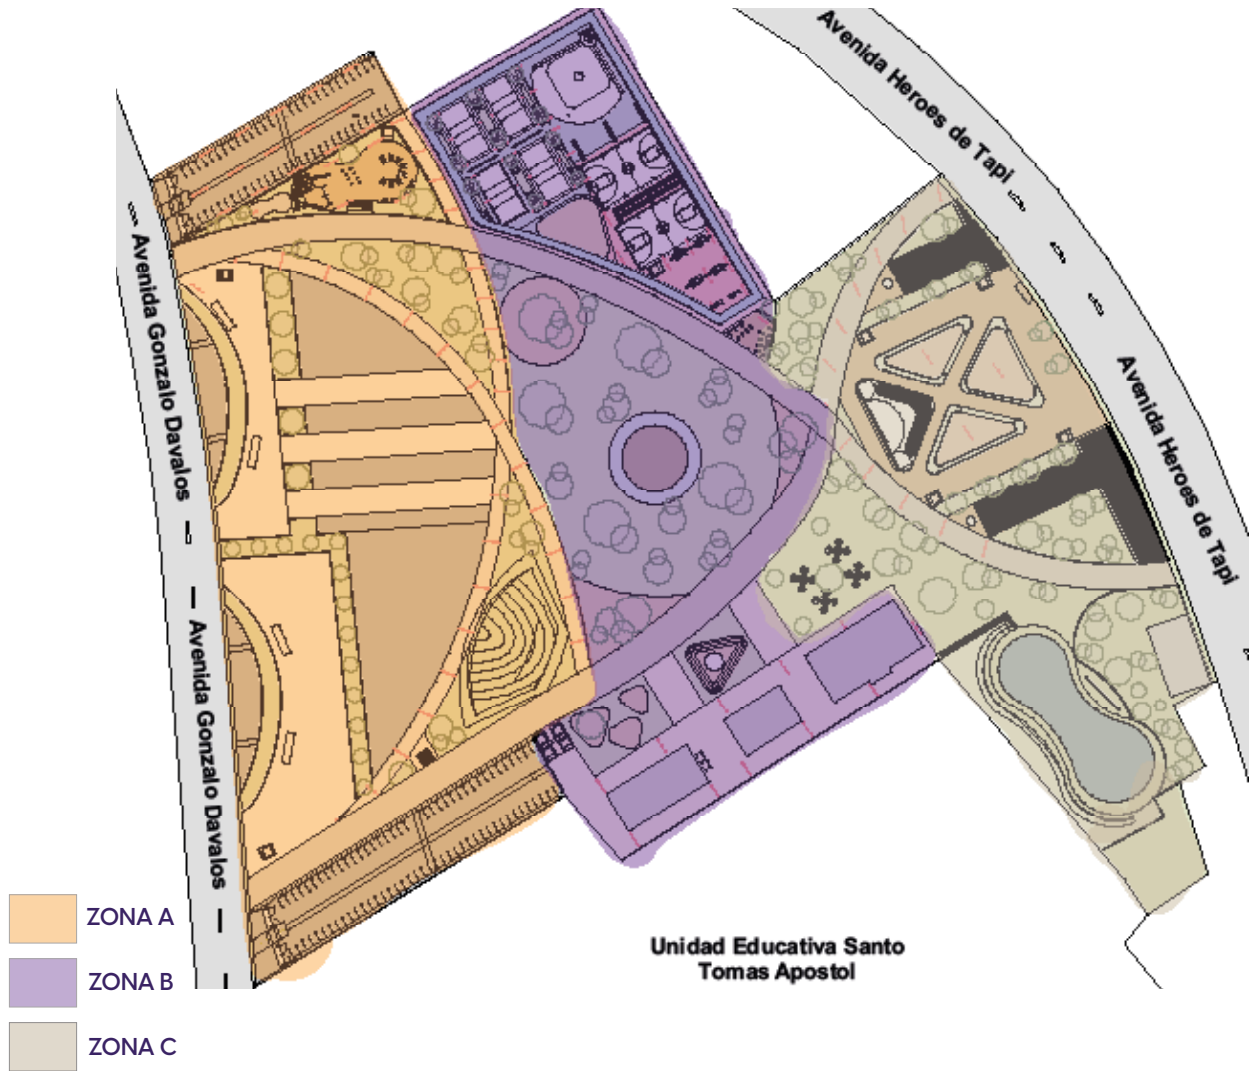 Avenida Heroes de Tapi
Avenida Gonzalo Davalos
Avenida Heroes de Tapi
Avenida Gonzalo Davalos
ZONA A
ZONA B
ZONA C
Unidad Educativa Santo
Tomas Apostol